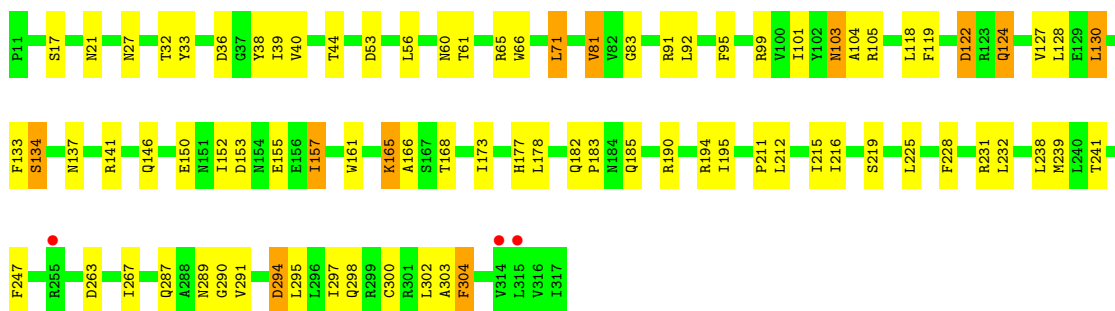 P11 S17 N21 N27 T32 Y33 D36 G37 Y38 I39 V40 T44 D53 L56 N60 T61 R65 W66 L71 V81 V82 G83 R91 L92 F95 R99 V100 I101 Y102 N103 A104 R105 L118 F119 D122 R123 Q124 V127 L128 E129 L130
F133 S134 N137 R141 Q146 E150 N151 I152 D153 N154 E155 E156 I157 W161 K165 A166 S167 T168 I173 H177 L178 Q182 P183 N184 Q185 R190 R194 I195 P211 L212 I215 I216 S219 L225 F228 R231 L232 L238 M239 L240 T241
F247 R255 D263 I267 Q287 A288 N289 G290 V291 D294 L295 L296 I297 Q298 R299 C300 R301 L302 A303 F304 V314 L315 V316 I317